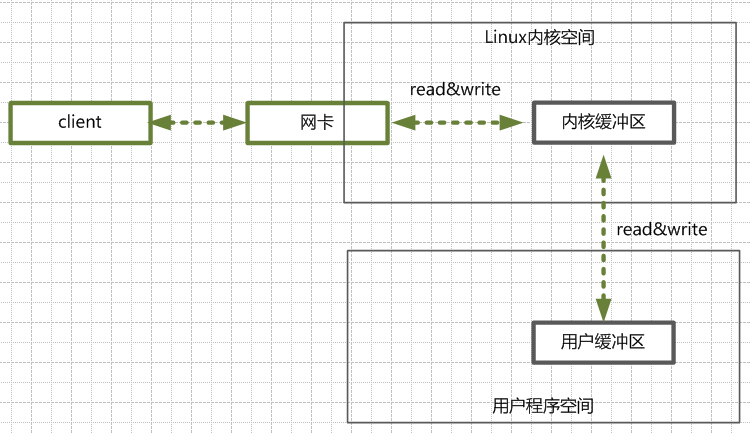 Linux内核空间
read&write
client
网卡
内核缓冲区
read&write
用户缓冲区
用户程序空间